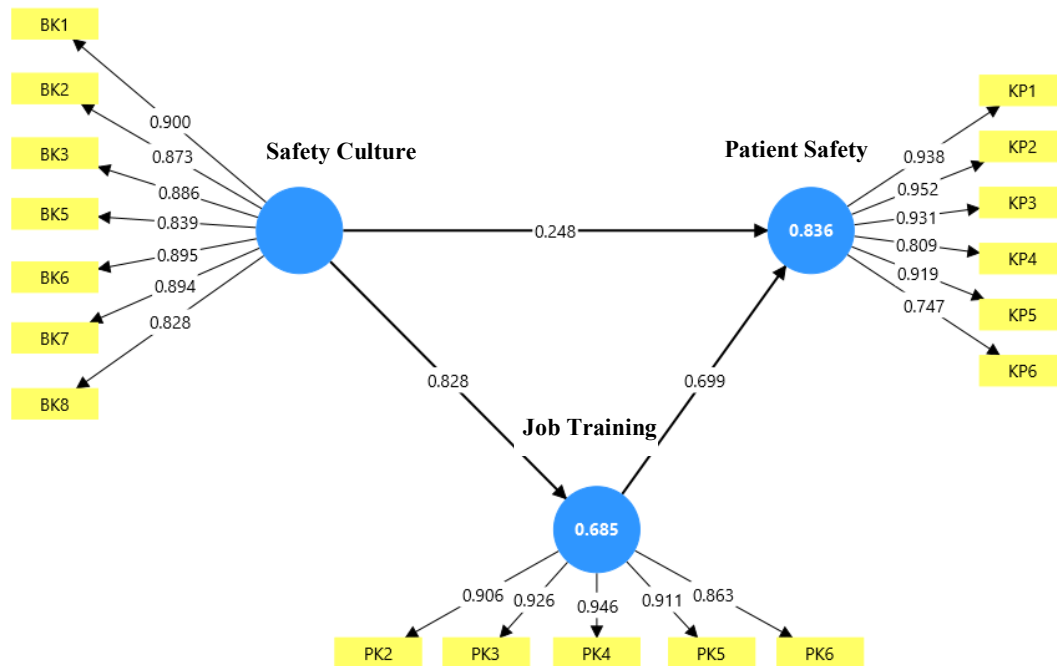 BK1
BK2
BK3
BK5
BK6
BK7
BK8
0.900
0.873
0.886
0.839
0.895
0.894
0.828
Safety Culture
0.248
0.828
Patient Safety
0.836
0.938
0.952
0.931
0.809
0.919
0.747
KP1
KP2
KP3
KP4
KP5
KP6
0.699
Job Training
0.685
0.906
0.926
0.946
0.911
0.863
PK2
PK3
PK4
PK5
PK6